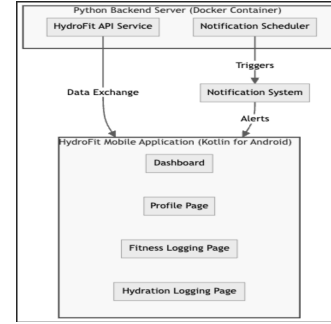 Python Backend Server (Docker Container)
HydroFit API Service
Notification Scheduler
Triggers
Data Exchange
Notification System
Alerts
HydroFit Mobile Application (Kotlin for Android)
Dashboard
Profile Page
Fitness Logging Page
Hydration Logging Page